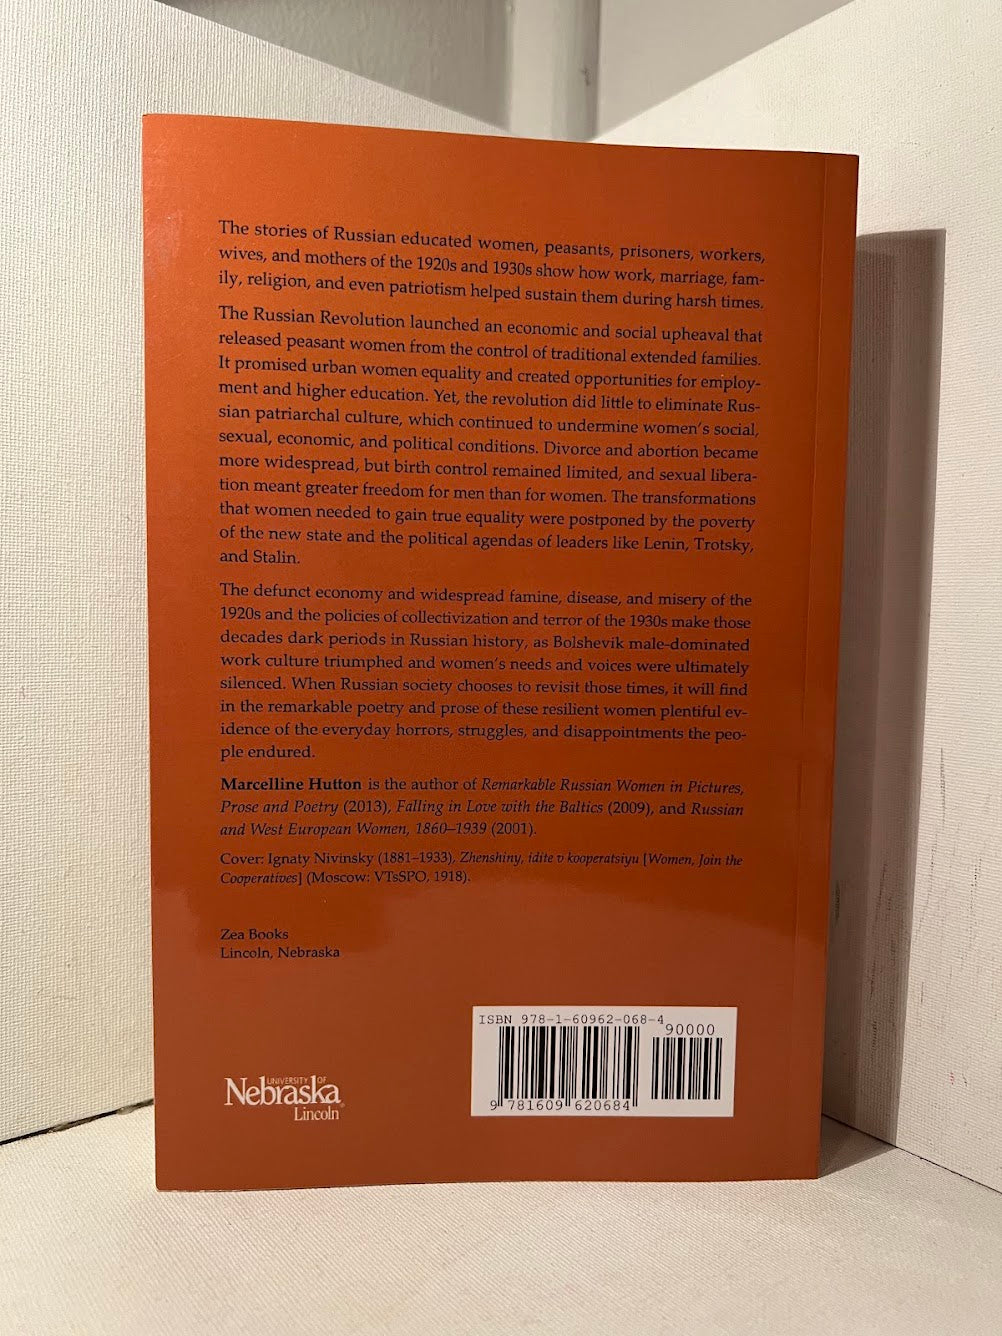 The stories of Russian educated women, peasants, prisoners, workers,
wives, and mothers of the 1920s and 1930s show how work, marriage, fam-
ily, religion, and even patriotism helped sustain them during harsh times.
The Russian Revolution launched an economic and social upheaval that
released peasant women from the control of traditional extended families.
It promised urban women equality and created opportunities for employ-
ment and higher education. Yet, the revolution did little to eliminate Rus-
sian patriarchal culture, which continued to undermine women's social,
sexual, economic, and political conditions. Divorce and abortion became
more widespread, but birth control remained limited, and sexual libera-
tion meant greater freedom for men than for women. The transformations
that women needed to gain true equality were postponed by the poverty
of the new state and the political agendas of leaders like Lenin, Trotsky,
and Stalin.
The defunct economy and widespread famine, disease, and misery of the
1920s and the policies of collectivization and terror of the 1930s make those
decades dark periods in Russian history, as Bolshevik male-dominated
work culture triumphed and women's needs and voices were ultimately
silenced. When Russian society chooses to revisit those times, it will find
in the remarkable poetry and prose of these resilient women plentiful ev-
idence of the everyday horrors, struggles, and disappointments the peo-
ple endured.
Marcelline Hutton is the author of Remarkable Russian Women in Pictures,
Prose and Poetry (2013), Falling in Love with the Baltics (2009), and Russian
and West European Women, 1860–1939 (2001).
Cover: Ignaty Nivinsky (1881–1933), Zhenshiny, idite v kooperatsiyu [Women, Join the
Cooperatives] (Moscow: VTsSPO, 1918).
Zea Books
Lincoln, Nebraska
ISBN 978-1-60962-068-4
90000
9 781609 620684
UNIVERSITY OF
Nebraska
Lincoln